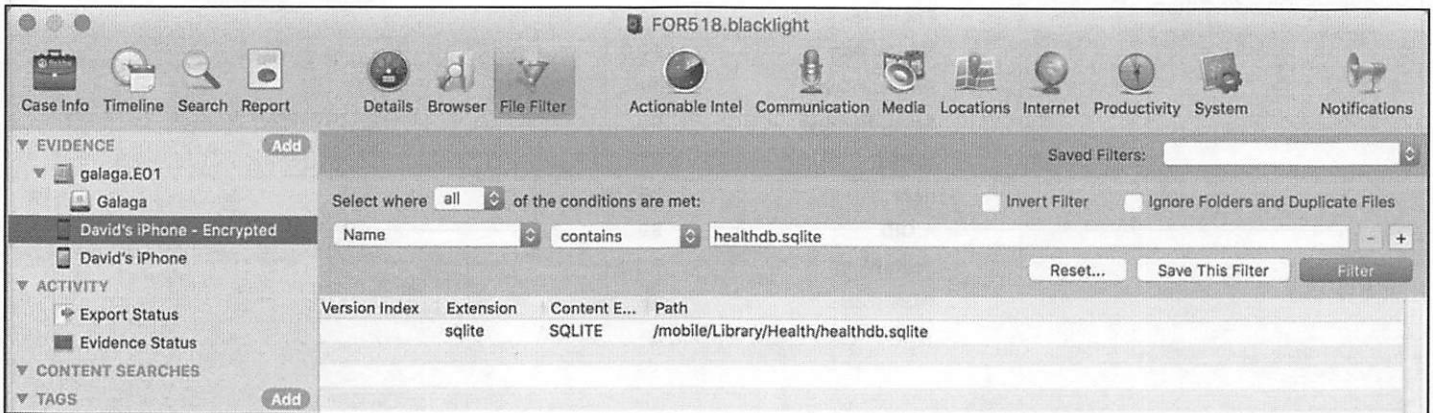 FOR518.blacklight
Case Info Timeline Search Report Details Browser File Filter Actionable Intel Communication Media Locations Internet Productivity System Notifications
EVIDENCE Add
galaga.E01
Galaga
David's iPhone - Encrypted
David's iPhone
ACTIVITY
Export Status
Evidence Status
CONTENT SEARCHES
TAGS Add
Saved Filters:
Select where all of the conditions are met: Invert Filter Ignore Folders and Duplicate Files
Name contains healthdb.sqlite - +
Reset... Save This Filter Filter
Version Index Extension Content E... Path
sqlite SQLITE /mobile/Library/Health/healthdb.sqlite